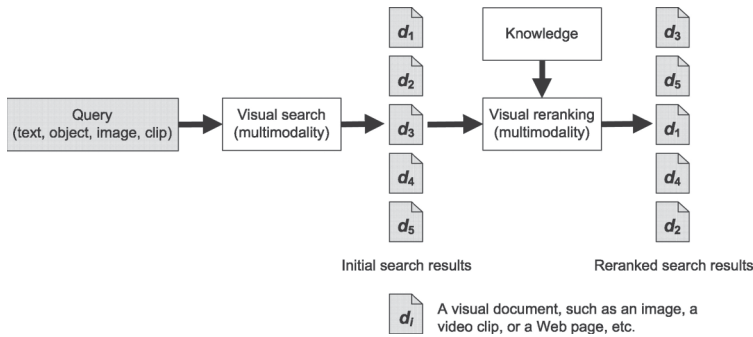 Query
(text, object, image, clip)
Visual search
(multimodality)
d1
d2
d3
d4
d5
Initial search results
Knowledge
Visual reranking
(multimodality)
d3
d5
d1
d4
d2
Reranked search results
di
A visual document, such as an image, a
video clip, or a Web page, etc.